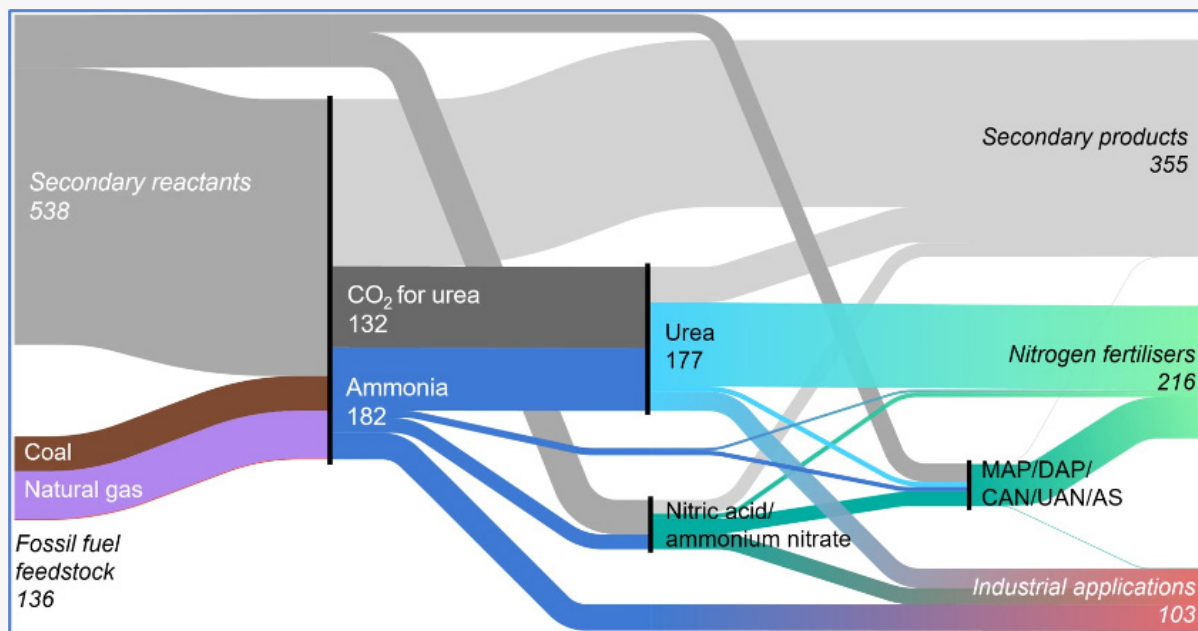 Secondary reactants
538
Coal
Natural gas
Fossil fuel
feedstock
136
CO₂ for urea
132
Ammonia
182
Urea
177
Nitric acid/
ammonium nitrate
MAP/DAP/
CAN/UAN/AS
Secondary products
355
Nitrogen fertilisers
216
Industrial applications
103